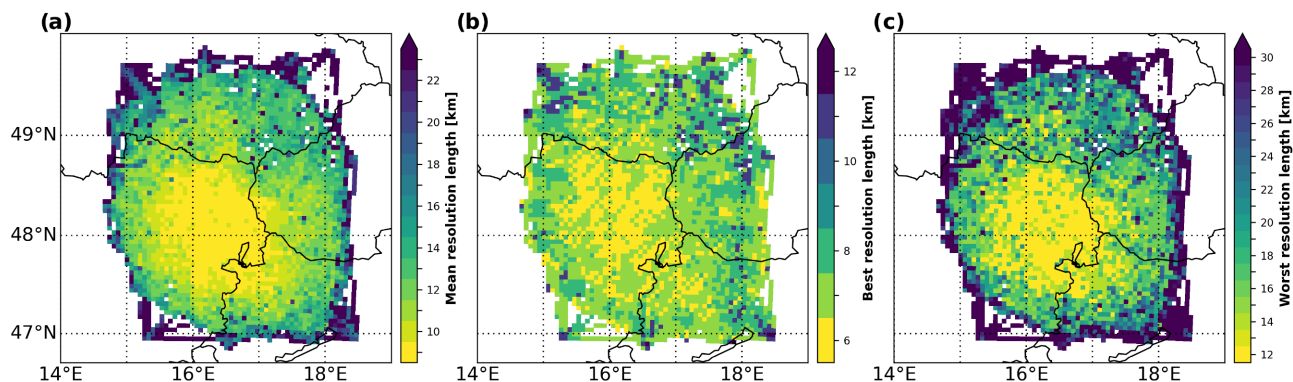 (a)
(b)
(c)
49°N
48°N
47°N
14°E
16°E
18°E
22
20
18
16
14
12
10
Mean resolution length [km]
14°E
16°E
18°E
12
10
8
6
Best resolution length [km]
14°E
16°E
18°E
30
28
26
24
22
20
18
16
14
12
Worst resolution length [km]